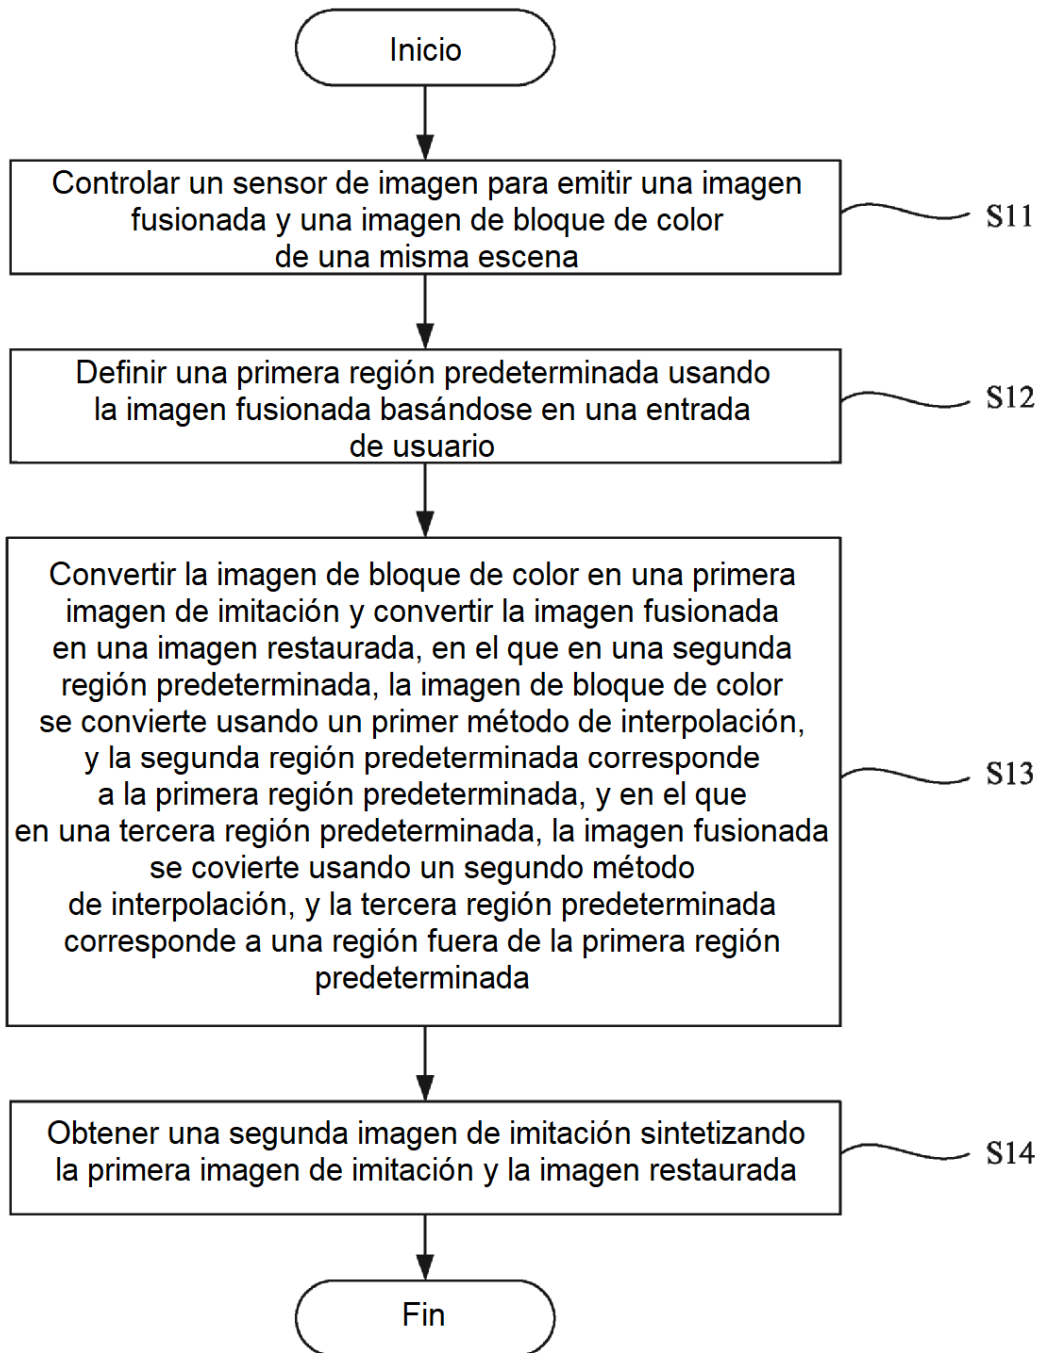 Inicio
Controlar un sensor de imagen para emitir una imagen
fusionada y una imagen de bloque de color
de una misma escena
S11
Definir una primera región predeterminada usando
la imagen fusionada basándose en una entrada
de usuario
S12
Convertir la imagen de bloque de color en una primera
imagen de imitación y convertir la imagen fusionada
en una imagen restaurada, en el que en una segunda
región predeterminada, la imagen de bloque de color
se convierte usando un primer método de interpolación,
y la segunda región predeterminada corresponde
a la primera región predeterminada, y en el que
en una tercera región predeterminada, la imagen fusionada
se covierte usando un segundo método
de interpolación, y la tercera región predeterminada
corresponde a una región fuera de la primera región
predeterminada
S13
Obtener una segunda imagen de imitación sintetizando
la primera imagen de imitación y la imagen restaurada
S14
Fin